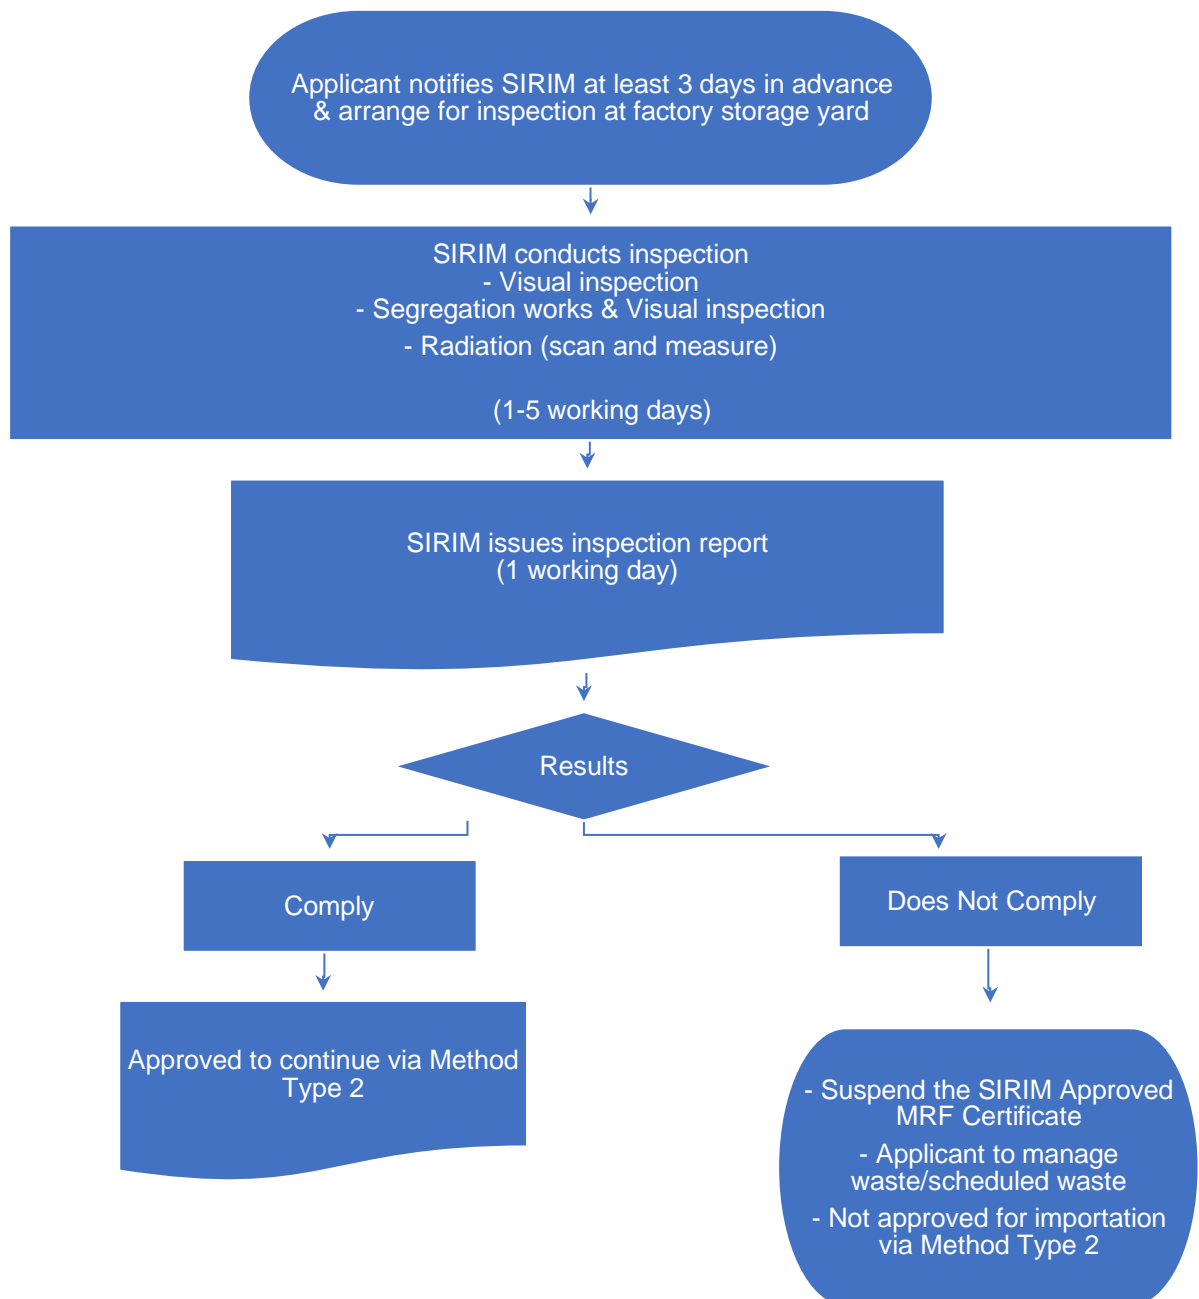 Applicant notifies SIRIM at least 3 days in advance
& arrange for inspection at factory storage yard
SIRIM conducts inspection
- Visual inspection
- Segregation works & Visual inspection
- Radiation (scan and measure)
(1-5 working days)
SIRIM issues inspection report
(1 working day)
Results
Comply
Does Not Comply
Approved to continue via Method
Type 2
- Suspend the SIRIM Approved
MRF Certificate
- Applicant to manage
waste/scheduled waste
- Not approved for importation
via Method Type 2